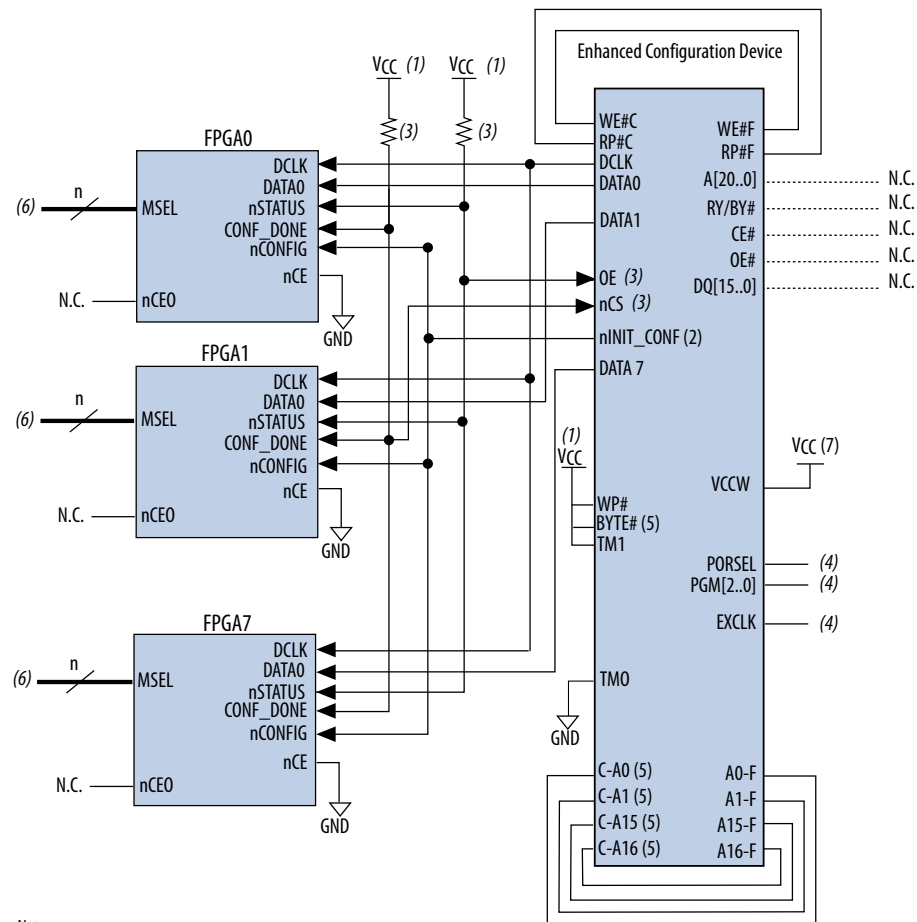 Enhanced Configuration Device
VCC (1)
VCC (1)
(3)
(3)
FPGA0
DCLK
DATA0
nSTATUS
CONF_DONE
nCONFIG
nCE
MSEL
nCEO
(6)
n
N.C.
GND
FPGA1
DCLK
DATA0
nSTATUS
CONF_DONE
nCONFIG
nCE
MSEL
nCEO
(6)
n
N.C.
GND
FPGA7
DCLK
DATA0
nSTATUS
CONF_DONE
nCONFIG
nCE
MSEL
nCEO
(6)
n
N.C.
GND
WE#C
RP#C
DCLK
DATA0
DATA1
OE (3)
nCS (3)
nINIT_CONF (2)
DATA 7
(1)
VCC
WP#
BYTE# (5)
TM1
TM0
GND
C-A0 (5)
C-A1 (5)
C-A15 (5)
C-A16 (5)
WE#F
RP#F
A[20..0]
N.C.
RY/BY#
N.C.
CE#
N.C.
OE#
N.C.
DQ[15..0]
N.C.
VCC (7)
VCCW
PORSEL
(4)
PGM[2..0]
(4)
EXCLK
(4)
A0-F
A1-F
A15-F
A16-F